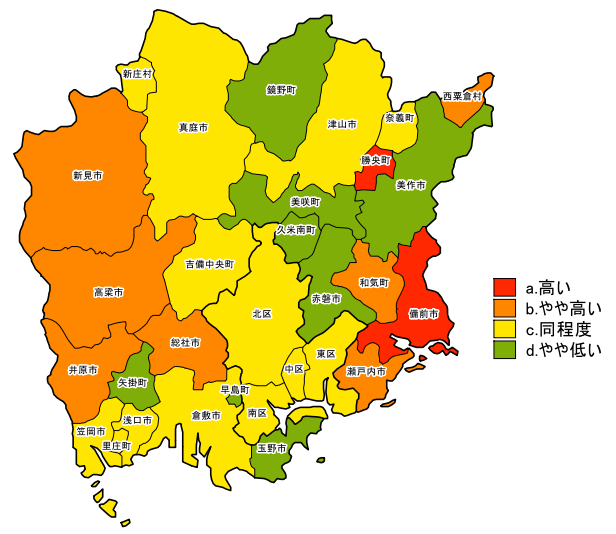 新庄村
鏡野町
西粟倉村
真庭市
津山市
奈義町
勝央町
新見市
美作市
美咲町
久米南町
吉備中央町
和気町
高梁市
赤磐市
北区
備前市
a.高い
b.やや高い
c.同程度
d.やや低い
総社市
東区
井原市
中区
瀬戸内市
矢掛町
早島町
倉敷市
南区
浅口市
笠岡市
里庄町
玉野市